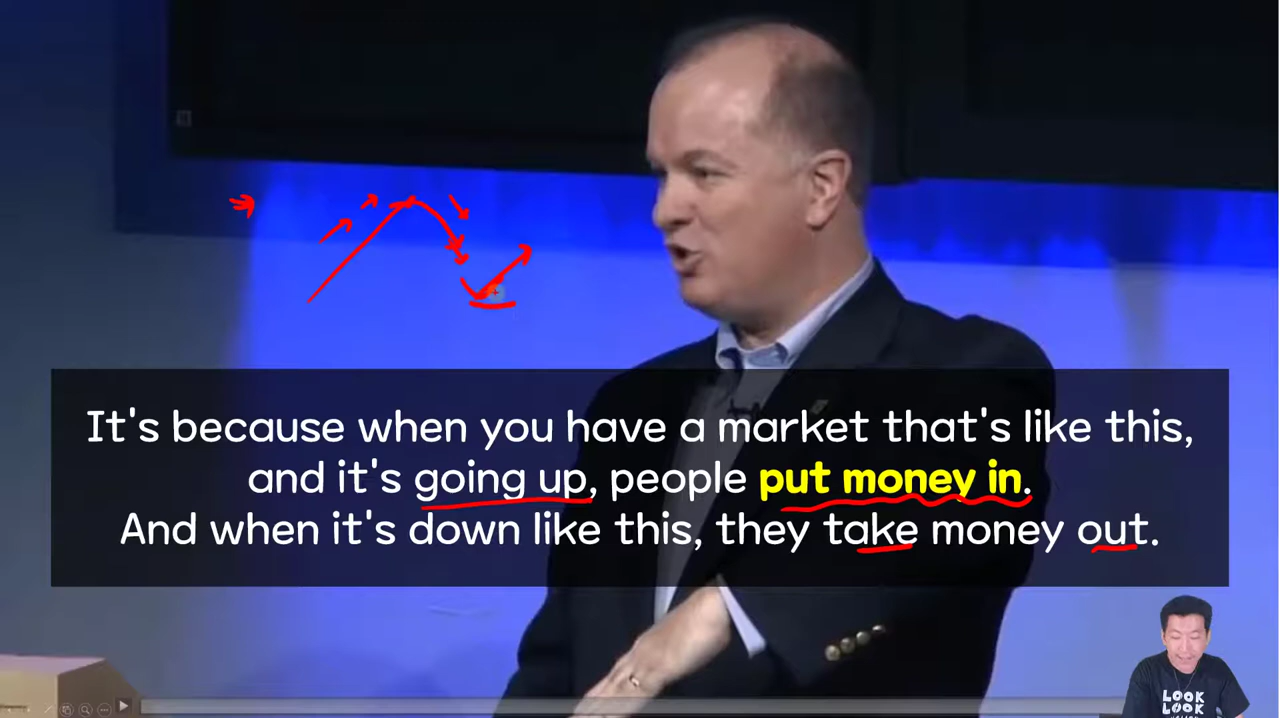 It's because when you have a market that's like this,
and it's going up, people put money in.
And when it's down like this, they take money out.
LOOK
LOOK